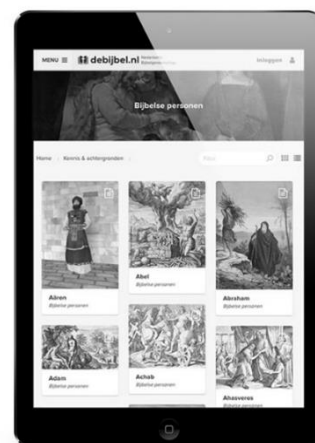 MENU debijbel.nl Inloggen
Bijbelse personen
Home Kennis & achtergronden
Aäron
Bijbelse personen
Abel
Bijbelse personen
Abraham
Bijbelse personen
Adam
Bijbelse personen
Achab
Bijbelse personen
Ahasveros
Bijbelse personen